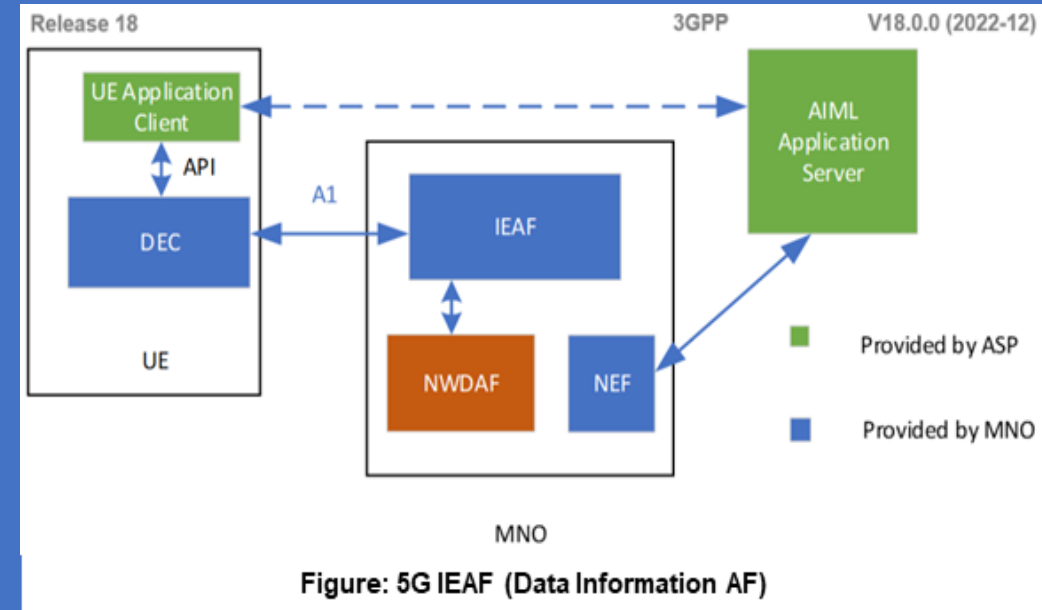 Release 18 3GPP V18.0.0 (2022-12)
UE Application
Client
API
DEC
UE
A1
IEAF
NWDAF
NEF
MNO
AIML
Application
Server
Provided by ASP
Provided by MNO
Figure: 5G IEAF (Data Information AF)